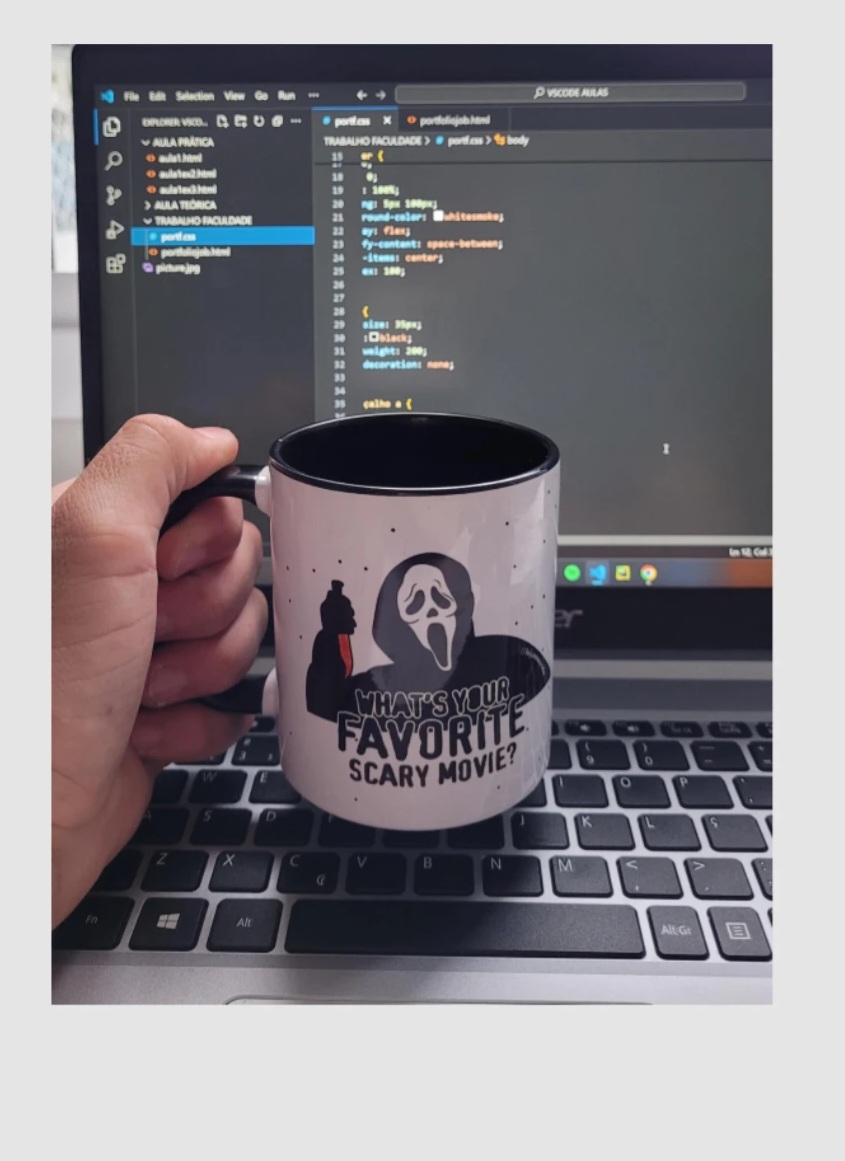 File Edit Selection View Go Run ···
VSCODE AULAS
EXPLORER: VSCO... ···
portf.css
portfoliojob.html
AULA PRÁTICA
aula1.html
aula1ex2.html
aula1ex3.html
AULA TEÓRICA
TRABALHO FACULDADE
portf.css
portfoliojob.html
picture.jpg
TRABALHO FACULDADE > portf.css > body
15 er {
18 0;
19 : 100%;
20 ng: 5px 100px;
21 round-color: whitesmoke;
22 ay: flex;
23 fy-content: space-between;
24 -items: center;
25 ex: 100;
26
27
28 {
29 size: 35px;
30 : black;
31 weight: 200;
32 decoration: none;
33
34
35 çalho a {
Ln 12, Col
er
WHAT'S YOUR
FAVORITE
SCARY MOVIE?
9 0
W E I O P
A S D J K L Ç
Z X C V B N M < , > .
₢
Fn Alt Alt Gr